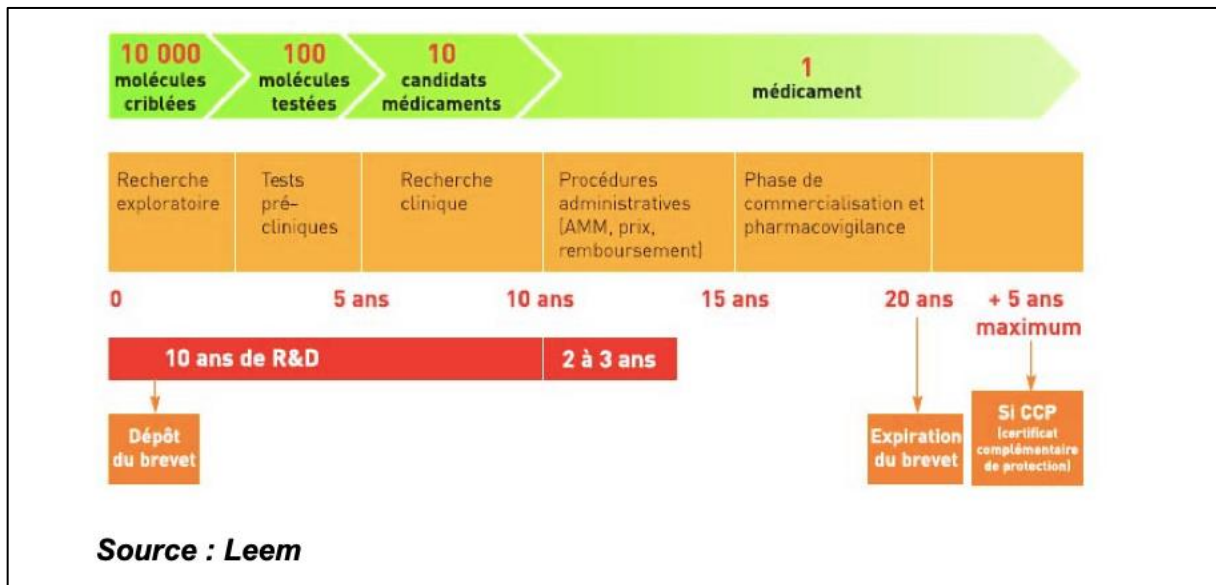 10 000
molécules
criblées
100
molécules
testées
10
candidats
médicaments
1
médicament
Recherche
exploratoire
Tests
pré–
cliniques
Recherche
clinique
Procédures
administratives
(AMM, prix,
remboursement)
Phase de
commercialisation et
pharmacovigilance
0
5 ans
10 ans
15 ans
20 ans
+ 5 ans
maximum
10 ans de R&D
2 à 3 ans
Dépôt
du brevet
Expiration
du brevet
Si CCP
(certificat
complémentaire
de protection)
Source : Leem